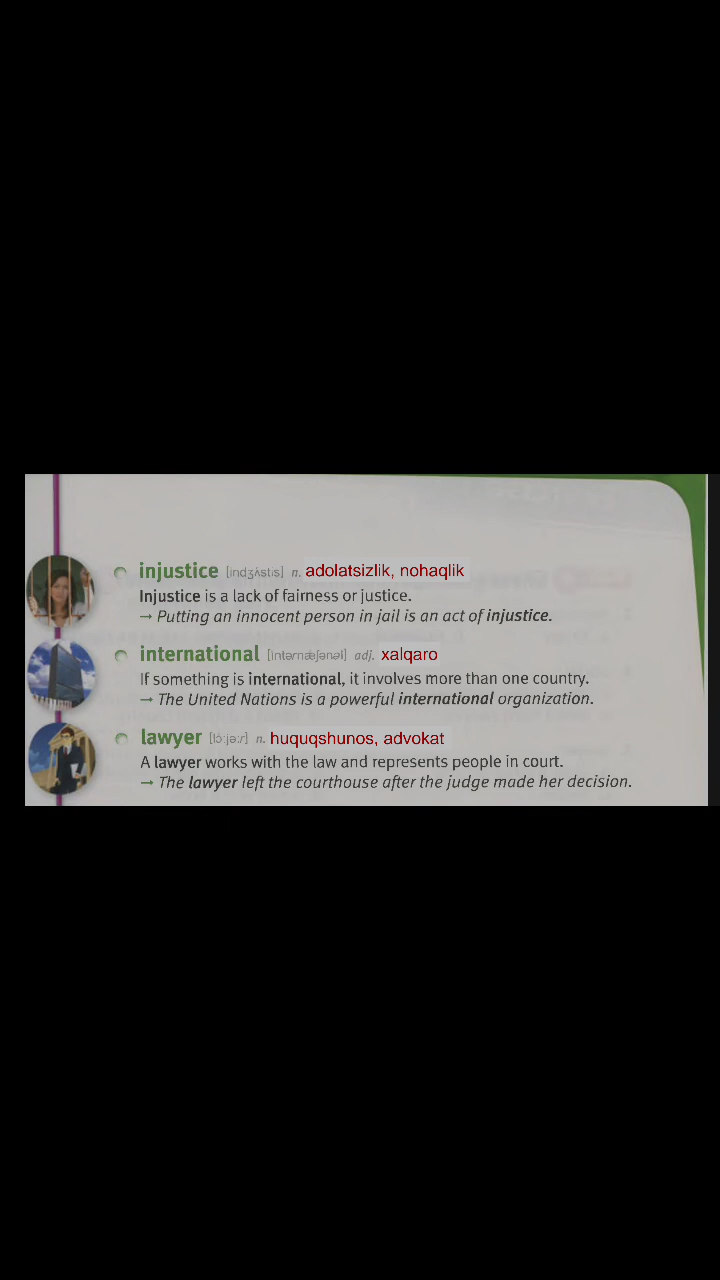 injustice [indʒʌ́stis] n. adolatsizlik, nohaqlik
Injustice is a lack of fairness or justice.
→ Putting an innocent person in jail is an act of injustice.
international [ìntərnǽʃənəl] adj. xalqaro
If something is international, it involves more than one country.
→ The United Nations is a powerful international organization.
lawyer [lɔ́:jə:r] n. huquqshunos, advokat
A lawyer works with the law and represents people in court.
→ The lawyer left the courthouse after the judge made her decision.